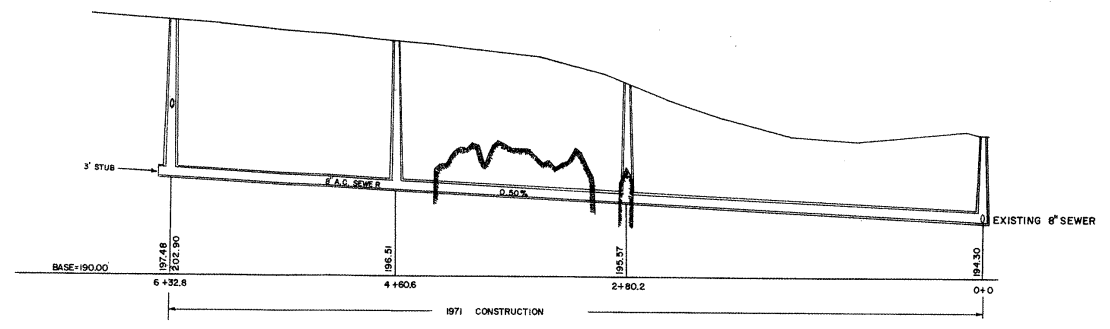 3' STUB
8" A.C. SEWER
0.50%
EXISTING 8" SEWER
197.48
202.90
196.51
195.57
194.30
BASE=190.00'
6+32.8
4+60.6
2+80.2
0+0
1971 CONSTRUCTION